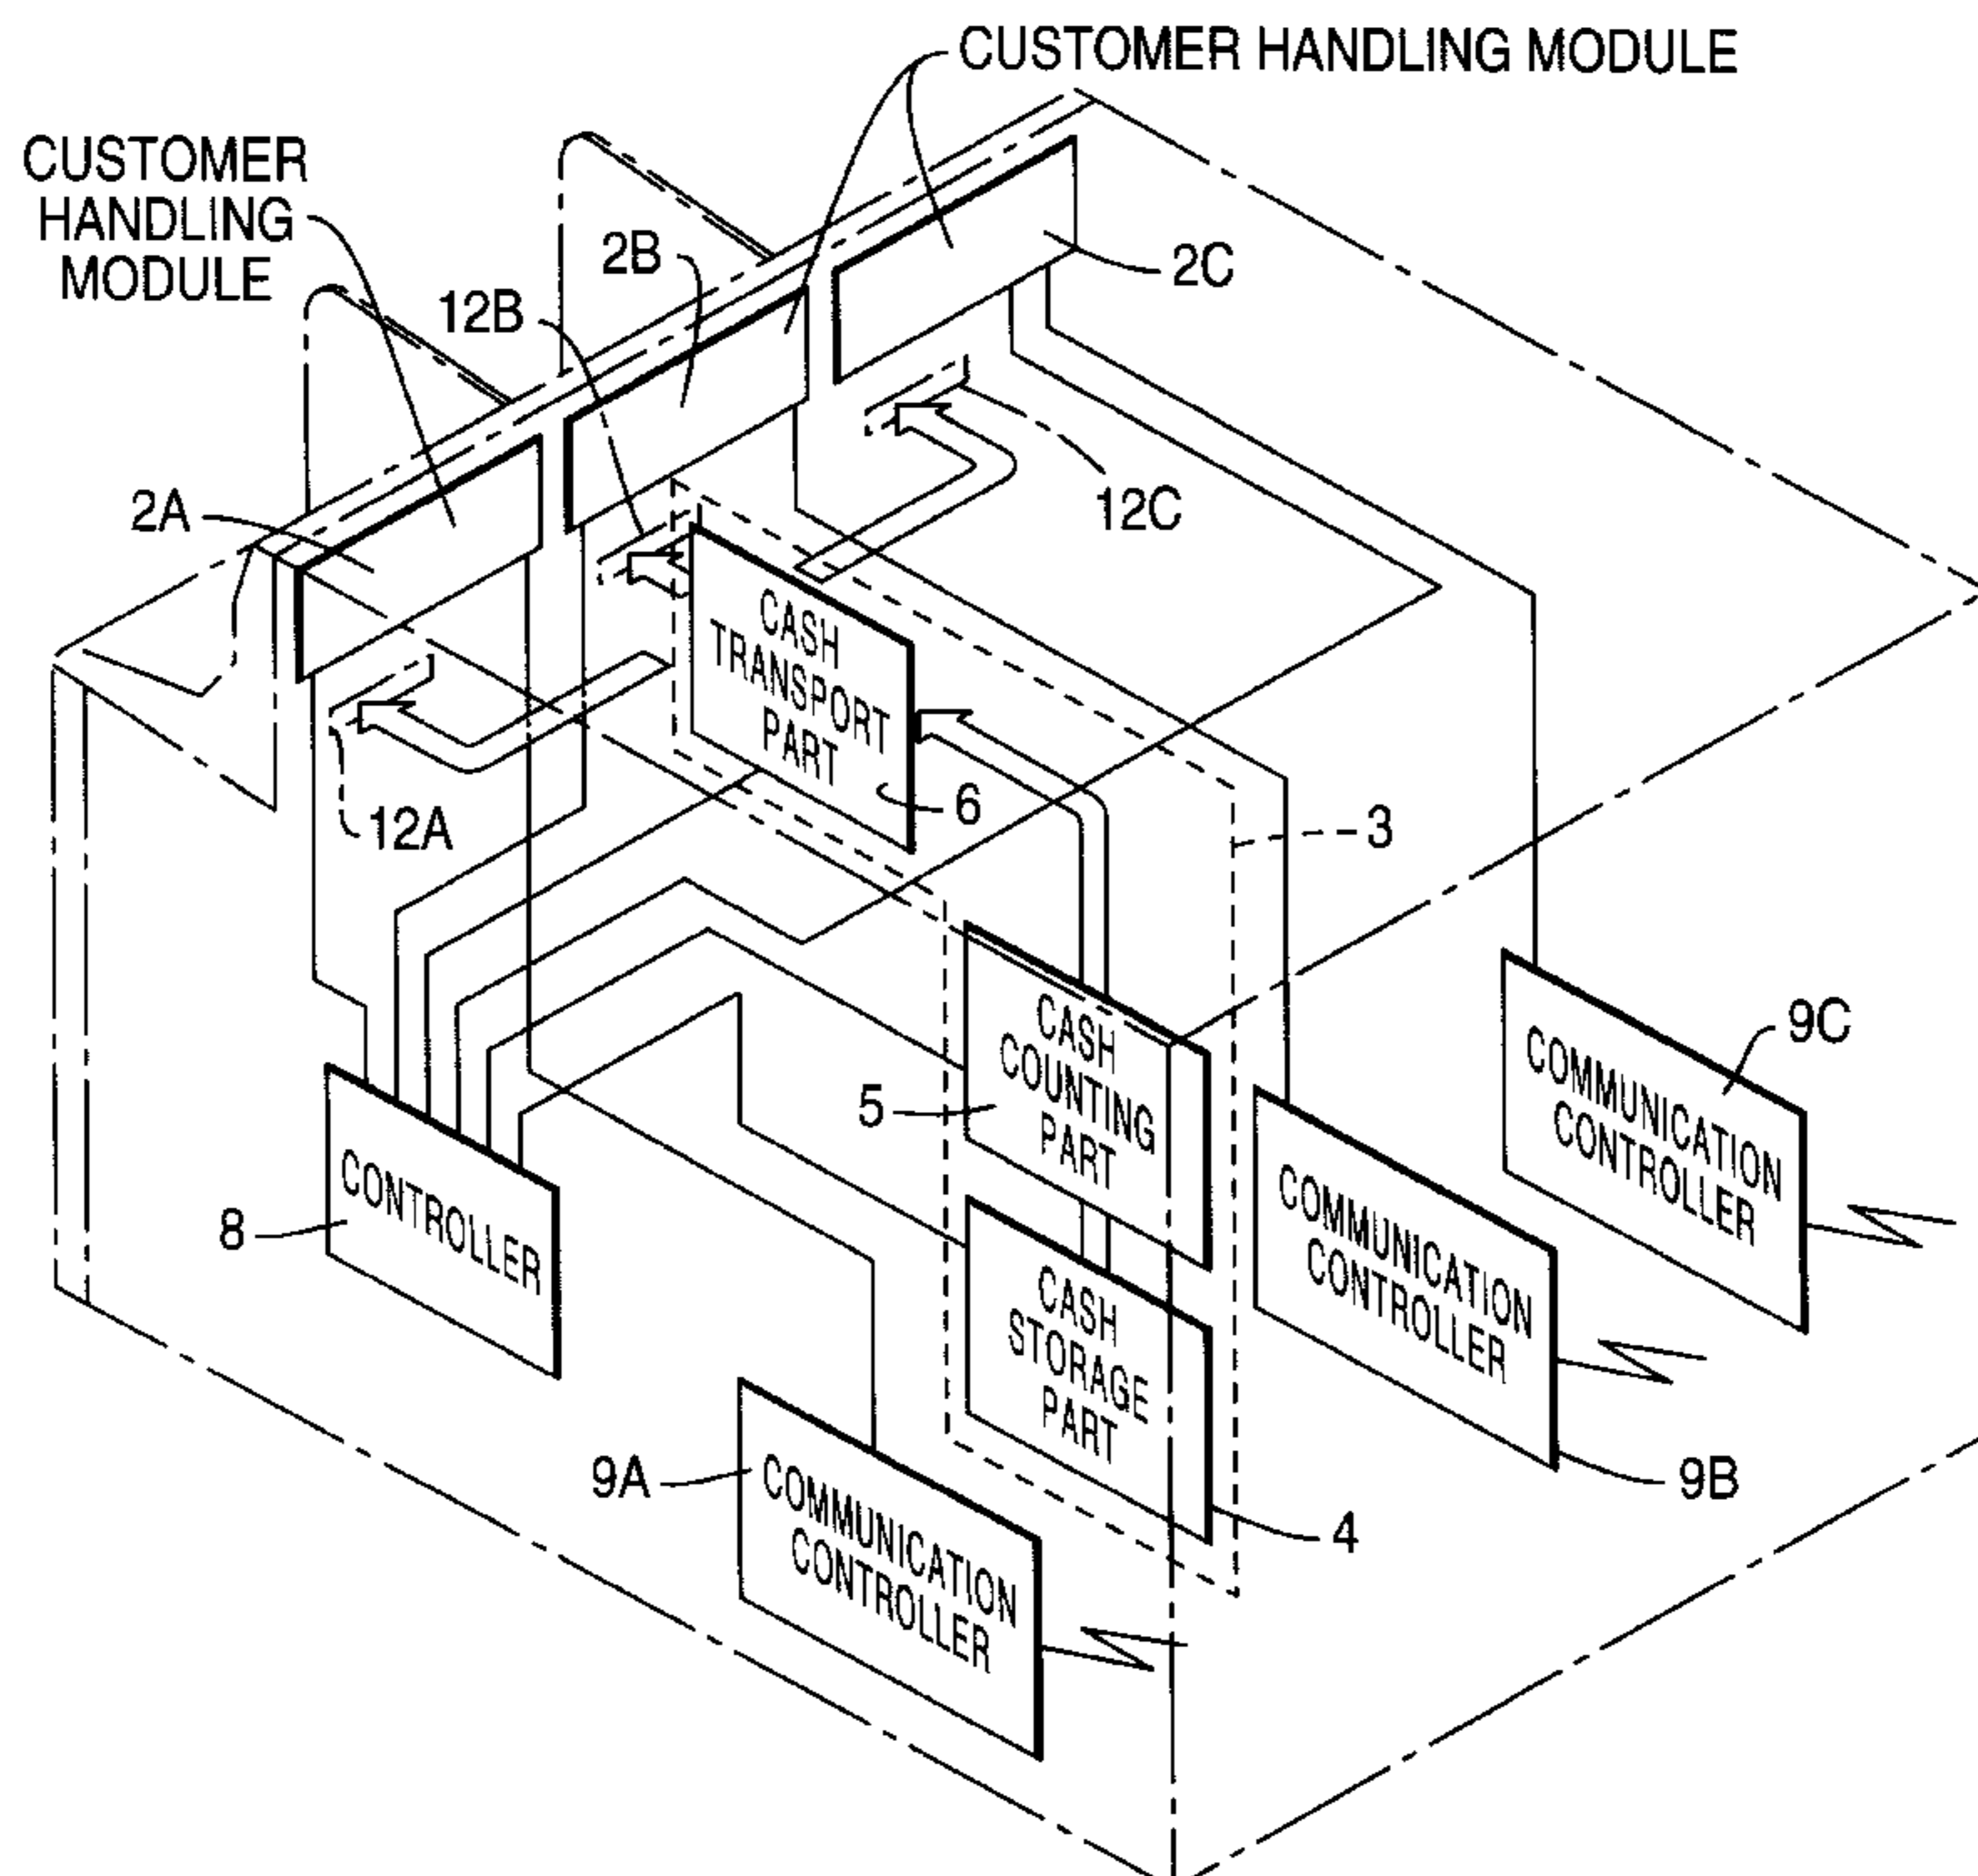 CUSTOMER HANDLING MODULE
CUSTOMER
HANDLING
MODULE
2B
2C
12B
2A
12C
CASH
TRANSPORT
PART
6
3
12A
9C
CASH
COUNTING
PART
5
COMMUNICATION
CONTROLLER
COMMUNICATION
CONTROLLER
CONTROLLER
8
CASH
STORAGE
PART
9A
9B
4
COMMUNICATION
CONTROLLER